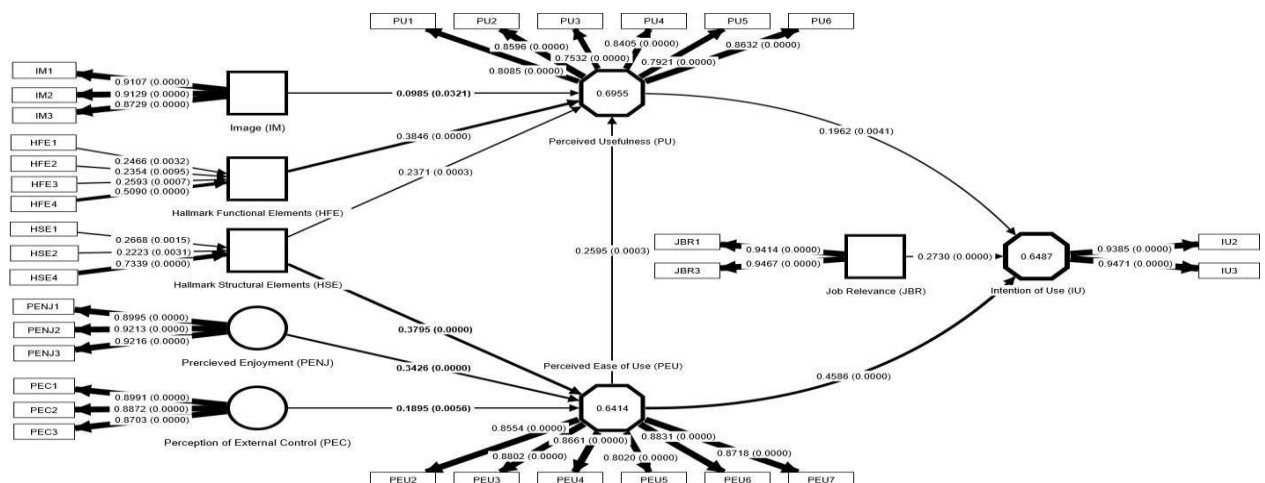 PU1 PU2 PU3 PU4 PU5 PU6
0.8085 (0.0000)
0.8596 (0.0000)
0.7532 (0.0000)
0.8405 (0.0000)
0.7921 (0.0000)
0.8632 (0.0000)
0.6955
Perceived Usefulness (PU)
IM1
IM2
IM3
0.9107 (0.0000)
0.9129 (0.0000)
0.8729 (0.0000)
Image (IM)
0.0985 (0.0321)
HFE1
HFE2
HFE3
HFE4
0.2466 (0.0032)
0.2354 (0.0095)
0.2593 (0.0007)
0.5090 (0.0000)
Hallmark Functional Elements (HFE)
0.3846 (0.0000)
0.2371 (0.0003)
0.1962 (0.0041)
HSE1
HSE2
HSE4
0.2668 (0.0015)
0.2223 (0.0031)
0.7339 (0.0000)
Hallmark Structural Elements (HSE)
0.2595 (0.0003)
JBR1
JBR3
0.9414 (0.0000)
0.9467 (0.0000)
Job Relevance (JBR)
0.2730 (0.0000)
0.6487
Intention of Use (IU)
0.9385 (0.0000)
0.9471 (0.0000)
IU2
IU3
PENJ1
PENJ2
PENJ3
0.8995 (0.0000)
0.9213 (0.0000)
0.9216 (0.0000)
Prercieved Enjoyment (PENJ)
0.3795 (0.0000)
0.3426 (0.0000)
Perceived Ease of Use (PEU)
0.4586 (0.0000)
PEC1
PEC2
PEC3
0.8991 (0.0000)
0.8872 (0.0000)
0.8703 (0.0000)
Perception of External Control (PEC)
0.1895 (0.0056)
0.6414
0.8554 (0.0000)
0.8802 (0.0000)
0.8661 (0.0000)
0.8020 (0.0000)
0.8831 (0.0000)
0.8718 (0.0000)
PEU2 PEU3 PEU4 PEU5 PEU6 PEU7